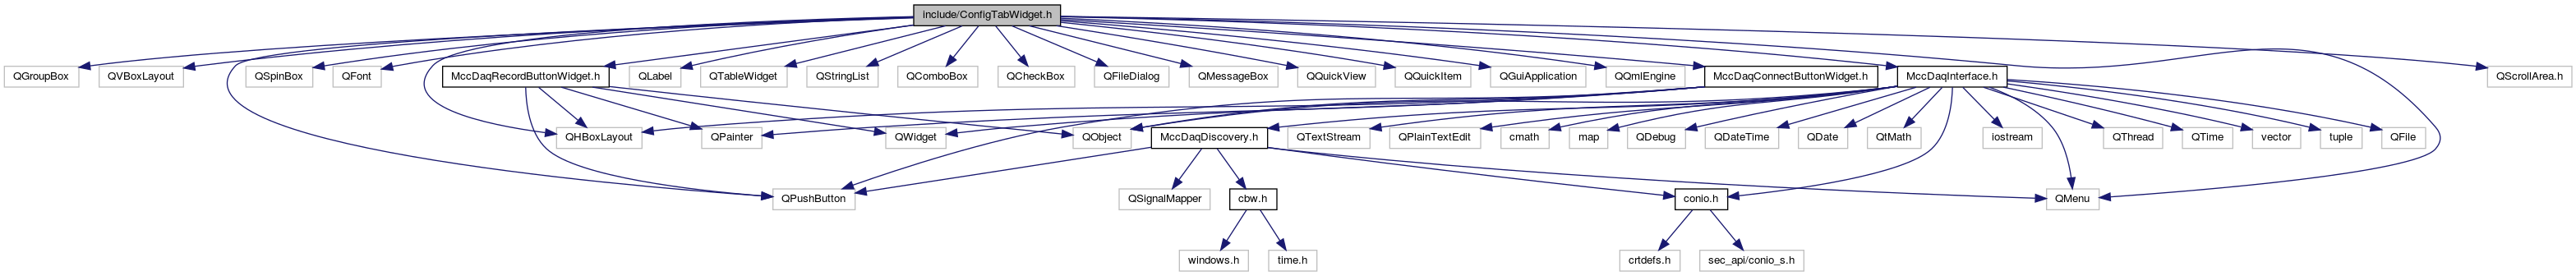 include/ConfigTabWidget.h
QGroupBox
QVBoxLayout
QSpinBox
QFont
MccDaqRecordButtonWidget.h
QLabel
QTableWidget
QStringList
QComboBox
QCheckBox
QFileDialog
QMessageBox
QQuickView
QQuickItem
QGuiApplication
QQmlEngine
MccDaqConnectButtonWidget.h
MccDaqInterface.h
QScrollArea.h
QHBoxLayout
QPainter
QWidget
QObject
MccDaqDiscovery.h
QTextStream
QPlainTextEdit
cmath
map
QDebug
QDateTime
QDate
QtMath
iostream
QThread
QTime
vector
tuple
QFile
QPushButton
QSignalMapper
cbw.h
conio.h
QMenu
windows.h
time.h
crtdefs.h
sec_api/conio_s.h